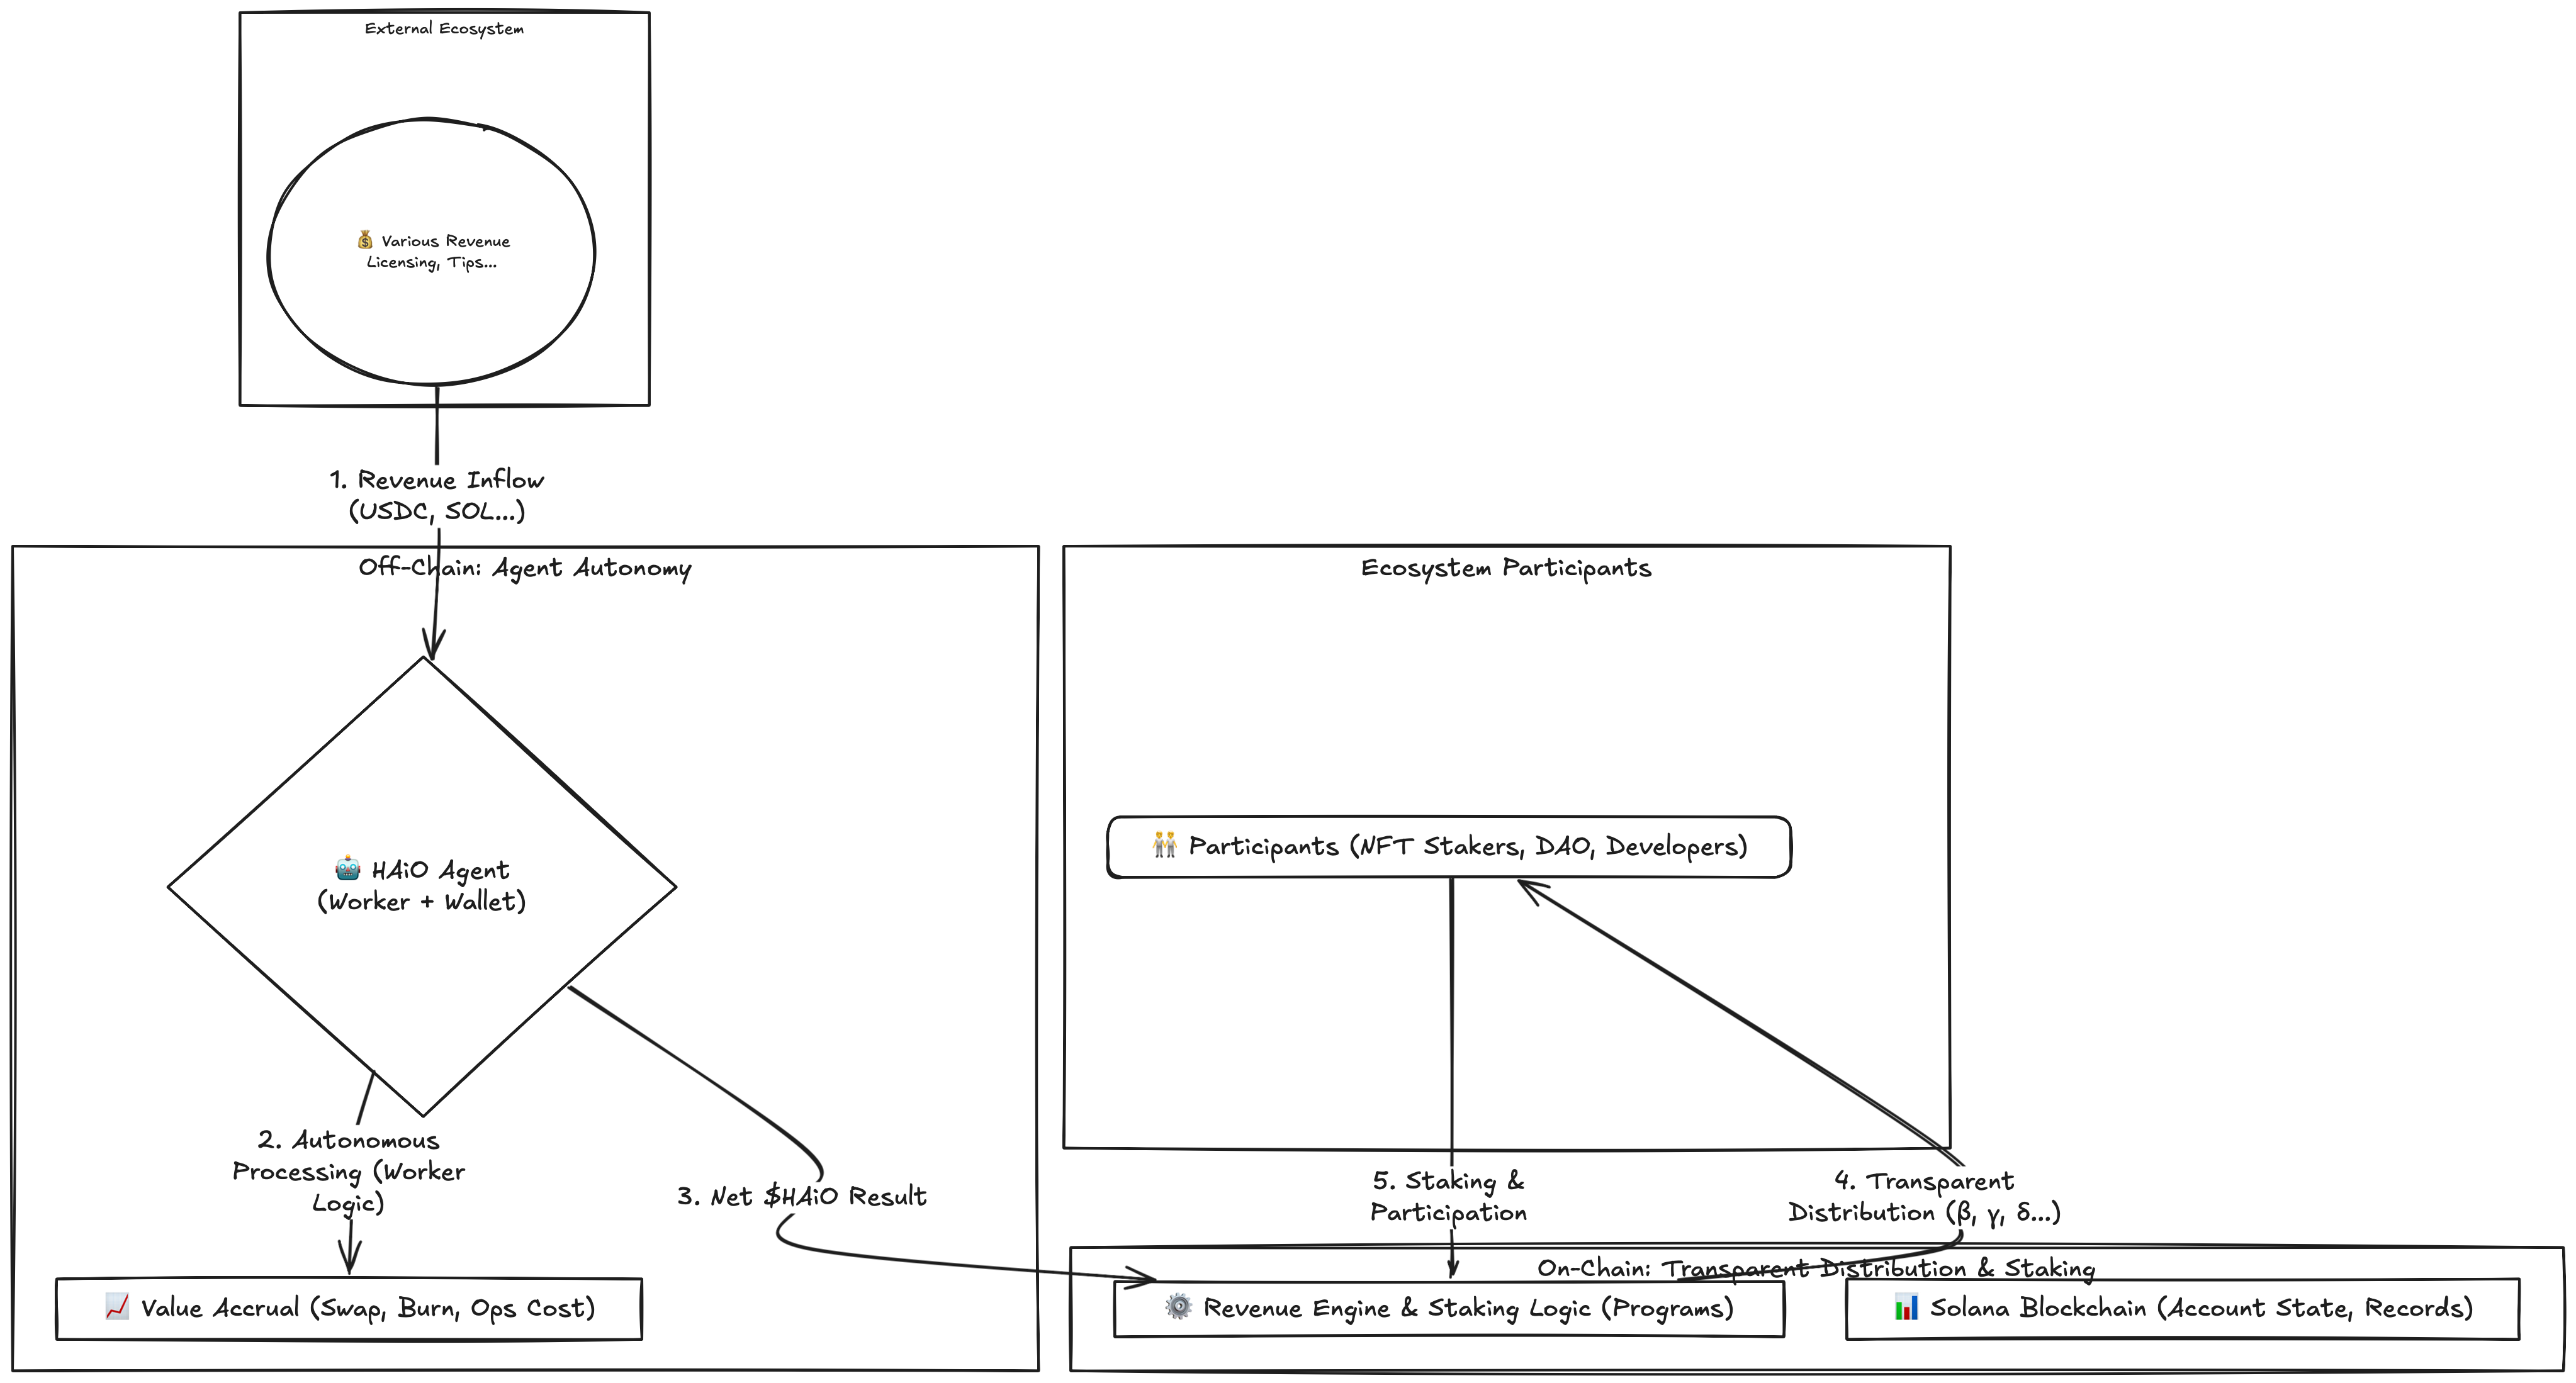 External Ecosystem
💰 Various Revenue
Licensing, Tips...
1. Revenue Inflow
(USDC, SOL...)
Off-Chain: Agent Autonomy
🤖 HAiO Agent
(Worker + Wallet)
2. Autonomous
Processing (Worker
Logic)
3. Net $HAiO Result
📈 Value Accrual (Swap, Burn, Ops Cost)
Ecosystem Participants
🧑‍🤝‍🧑 Participants (NFT Stakers, DAO, Developers)
5. Staking &
Participation
4. Transparent
Distribution (β, γ, δ...)
On-Chain: Transparent Distribution & Staking
⚙️ Revenue Engine & Staking Logic (Programs)
📊 Solana Blockchain (Account State, Records)